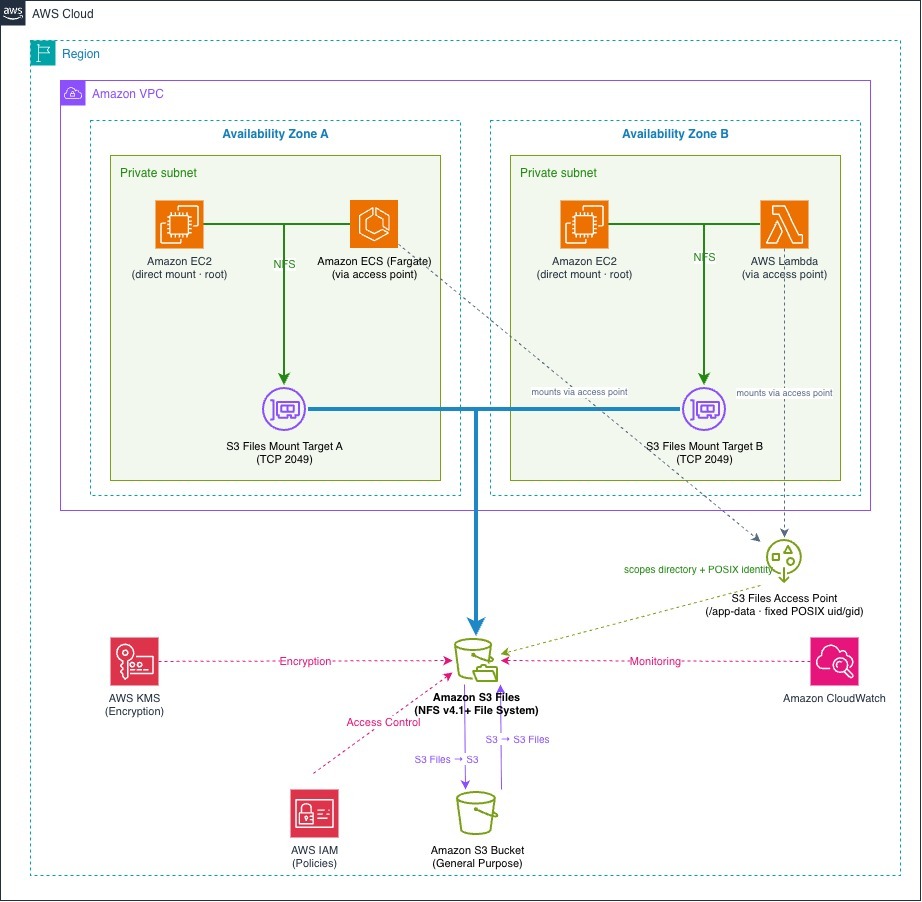 aws
AWS Cloud
Region
Amazon VPC
Availability Zone A
Availability Zone B
Private subnet
Private subnet
Amazon EC2
(direct mount · root)
Amazon ECS (Fargate)
(via access point)
Amazon EC2
(direct mount · root)
AWS Lambda
(via access point)
NFS
NFS
mounts via access point
mounts via access point
S3 Files Mount Target A
(TCP 2049)
S3 Files Mount Target B
(TCP 2049)
scopes directory + POSIX identity
S3 Files Access Point
(/app-data · fixed POSIX uid/gid)
Encryption
Monitoring
AWS KMS
(Encryption)
Amazon S3 Files
(NFS v4.1+ File System)
Amazon CloudWatch
Access Control
S3 → S3 Files
S3 Files → S3
AWS IAM
(Policies)
Amazon S3 Bucket
(General Purpose)